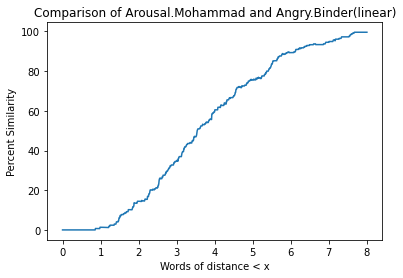 Comparison of Arousal.Mohammad and Angry.Binder(linear)
100
80
60
40
20
0
Percent Similarity
0 1 2 3 4 5 6 7 8
Words of distance < x